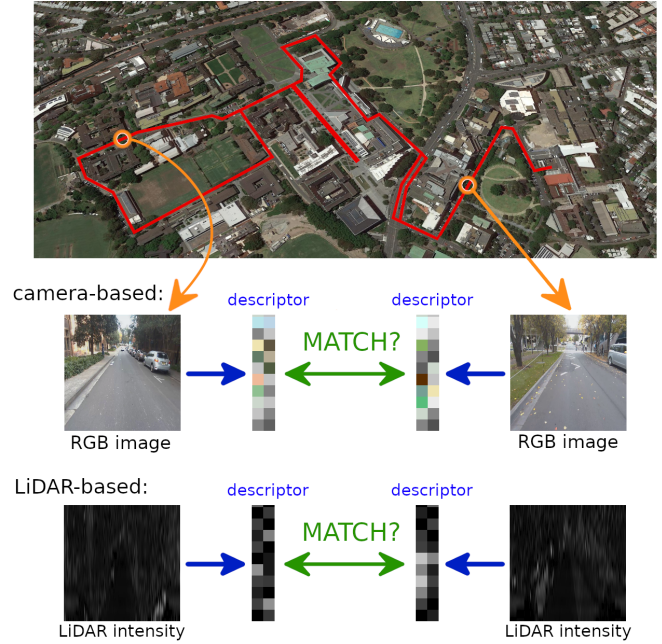 camera-based:
descriptor
descriptor
MATCH?
RGB image
RGB image
LiDAR-based:
descriptor
descriptor
MATCH?
LiDAR intensity
LiDAR intensity